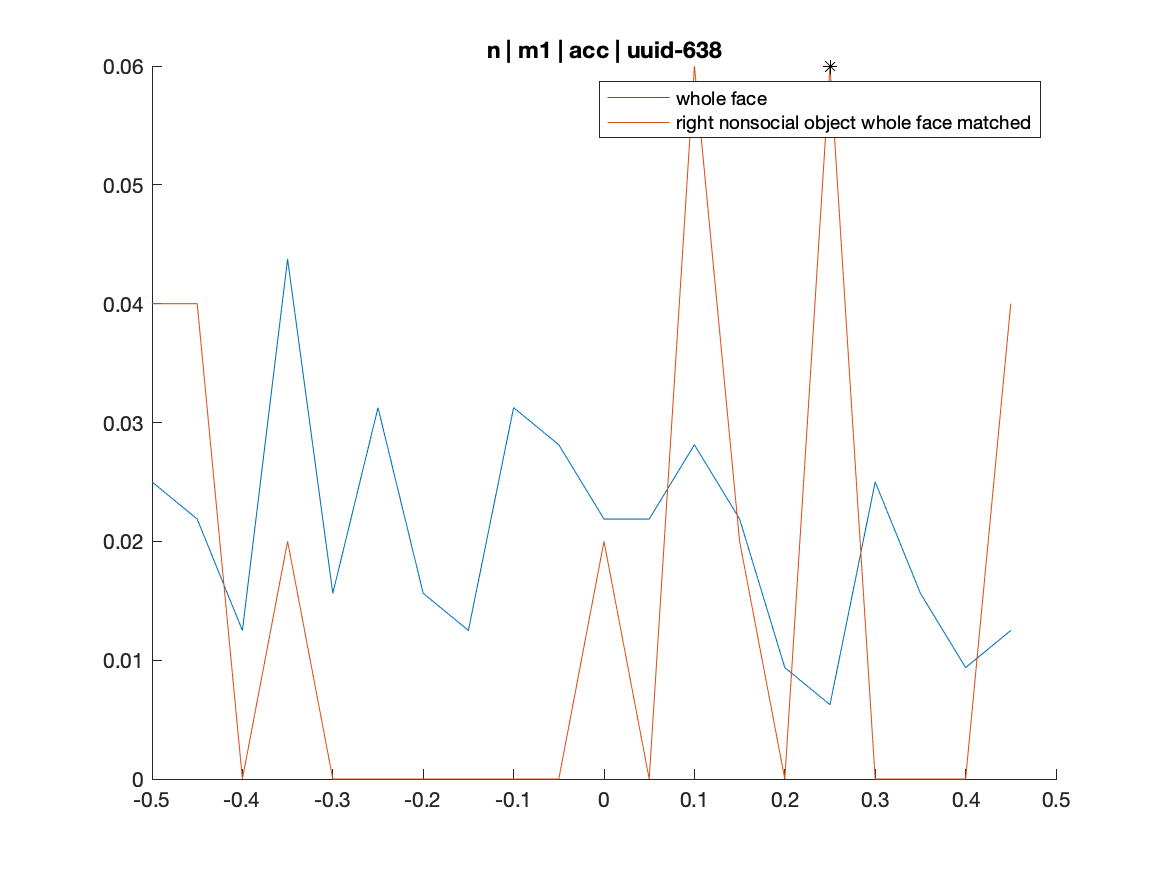 n | m1 | acc | uuid-638
0.06
whole face
right nonsocial object whole face matched
0.05
0.04
0.03
0.02
0.01
0
-0.5 -0.4 -0.3 -0.2 -0.1 0 0.1 0.2 0.3 0.4 0.5